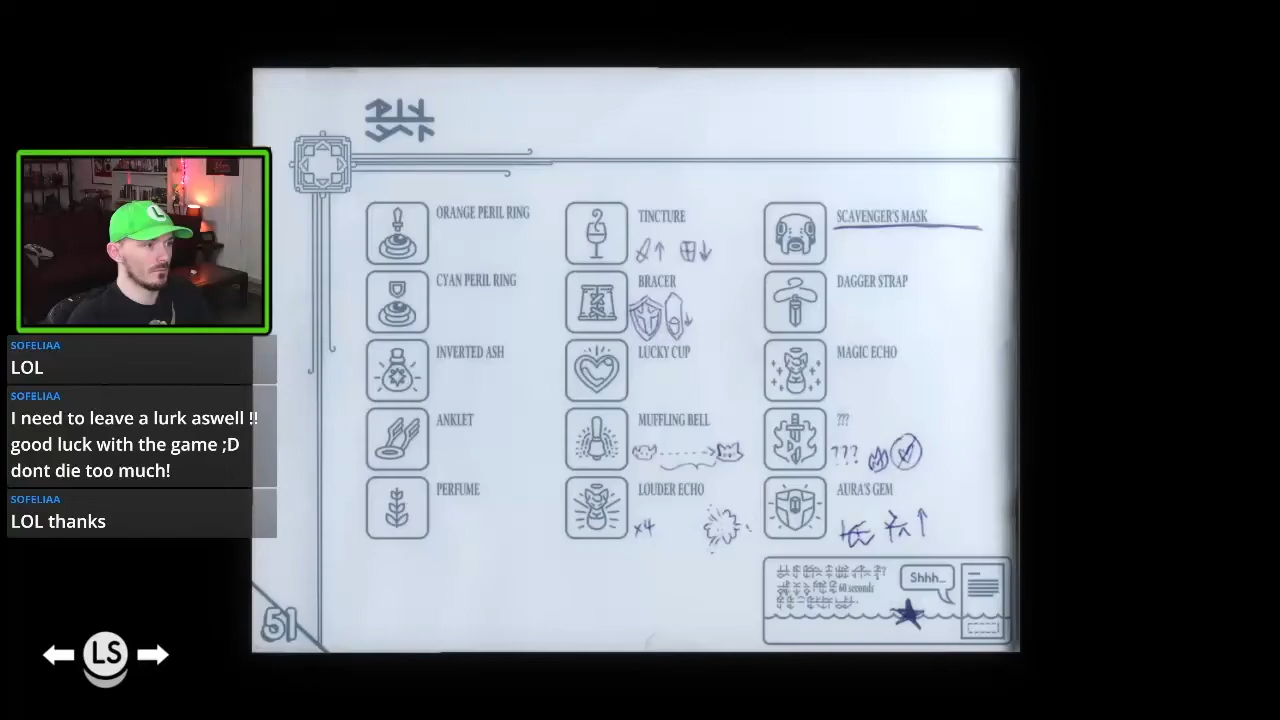 ORANGE PERIL RING
TINCTURE
SCAVENGER'S MASK
CYAN PERIL RING
BRACER
DAGGER STRAP
INVERTED ASH
LUCKY CUP
MAGIC ECHO
ANKLET
MUFFLING BELL
???
???
PERFUME
LOUDER ECHO
AURA'S GEM
x4
Shhh...
60 seconds
51
LS
L
SOFELIAA
LOL
SOFELIAA
I need to leave a lurk aswell !!
good luck with the game ;D
dont die too much!
SOFELIAA
LOL thanks